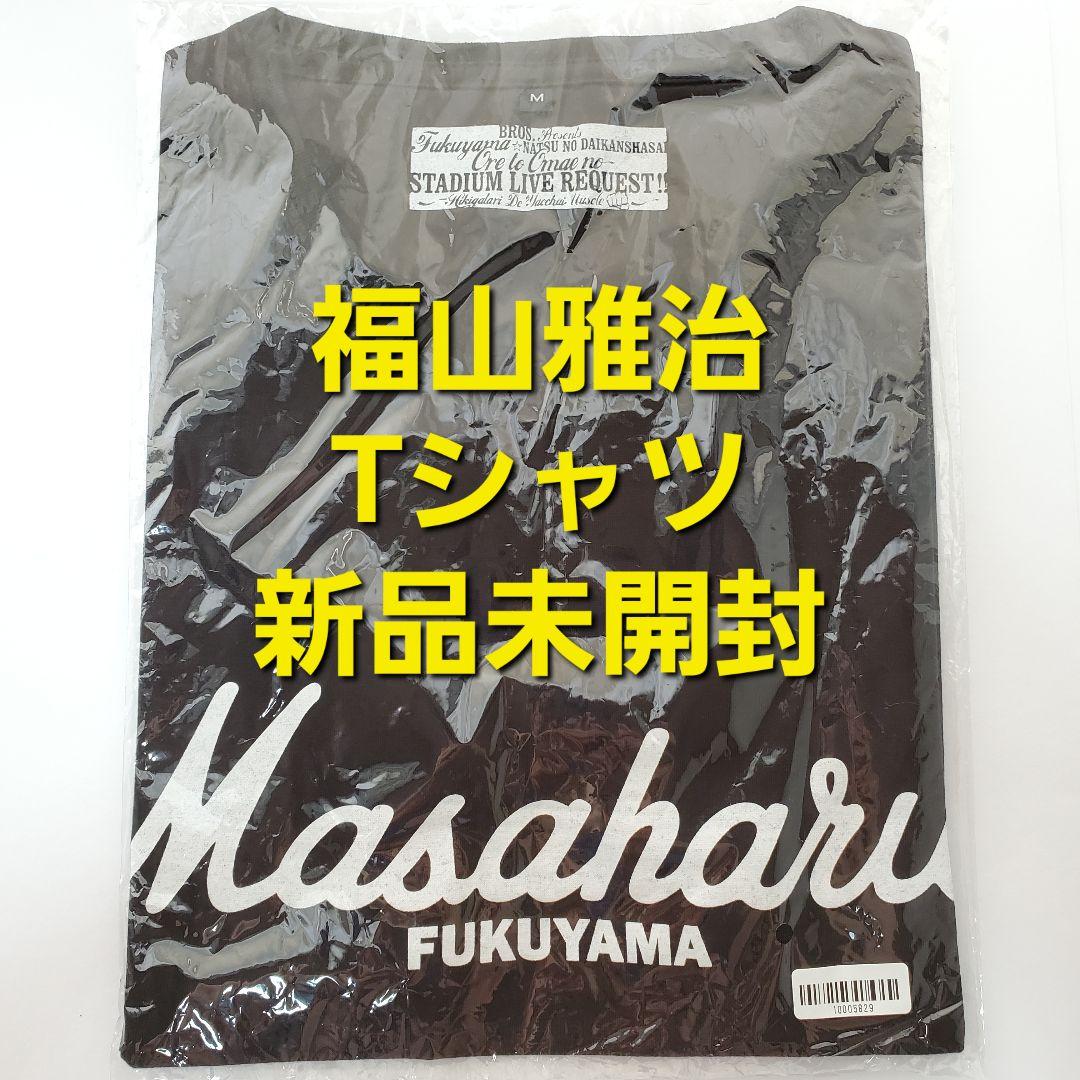 M
BROS. Presents
Fukuyama☆NATSU NO DAIKANSHASAI
Ore to Omae no
STADIUM LIVE REQUEST!!
-Hikigatari De Yacchai
福山雅治
Tシャツ
新品未開封
Masaharu
FUKUYAMA
10005829